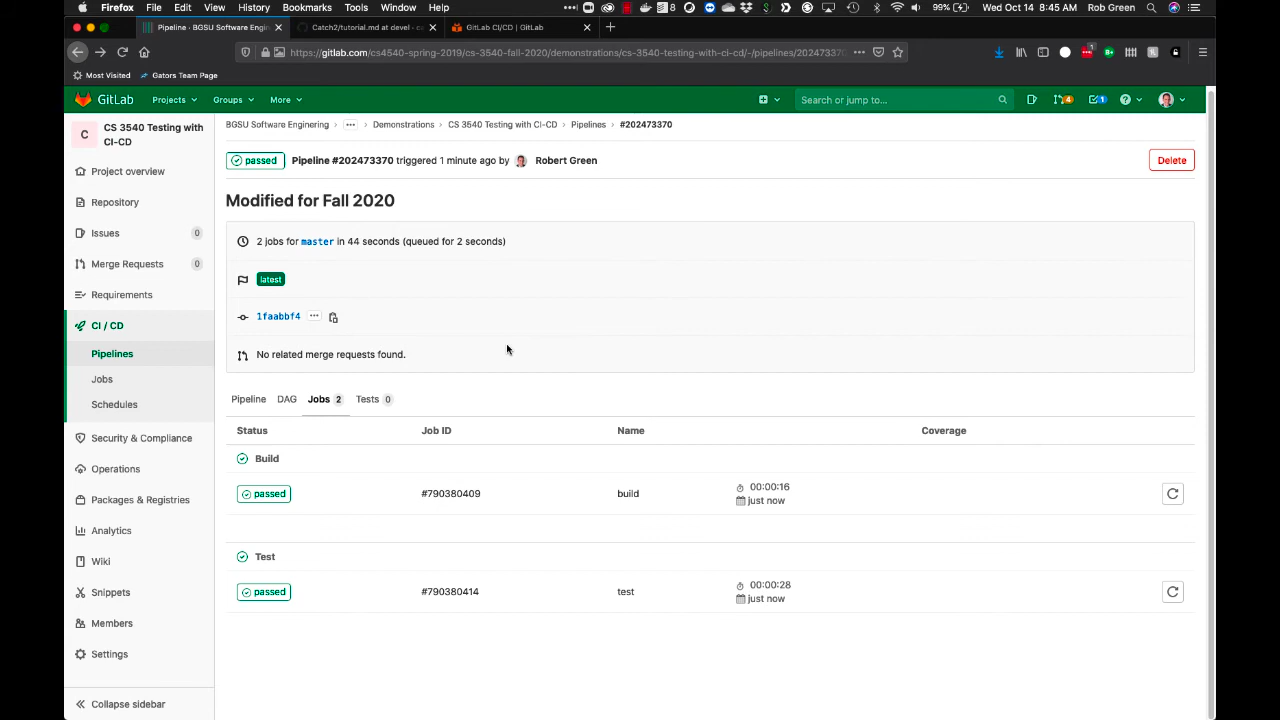 Firefox File Edit View History Bookmarks Tools Window Help 8 99% Wed Oct 14 8:45 AM Rob Green
Pipeline · BGSU Software Engin Catch2/tutorial.md at devel · c GitLab CI/CD | GitLab
https://gitlab.com/cs4540-spring-2019/cs-3540-fall-2020/demonstrations/cs-3540-testing-with-ci-cd/-/pipelines/202473370
Most Visited Gators Team Page
GitLab Projects Groups More Search or jump to... 4 1
C CS 3540 Testing with CI-CD
Project overview
Repository
Issues 0
Merge Requests 0
Requirements
CI / CD
Pipelines
Jobs
Schedules
Security & Compliance
Operations
Packages & Registries
Analytics
Wiki
Snippets
Members
Settings
Collapse sidebar
BGSU Software Enginering > ... > Demonstrations > CS 3540 Testing with CI-CD > Pipelines > #202473370
passed Pipeline #202473370 triggered 1 minute ago by Robert Green Delete
Modified for Fall 2020
2 jobs for master in 44 seconds (queued for 2 seconds)
latest
1faabbf4 ...
No related merge requests found.
Pipeline DAG Jobs 2 Tests 0
Status Job ID Name Coverage
Build
passed #790380409 build 00:00:16
just now
Test
passed #790380414 test 00:00:28
just now